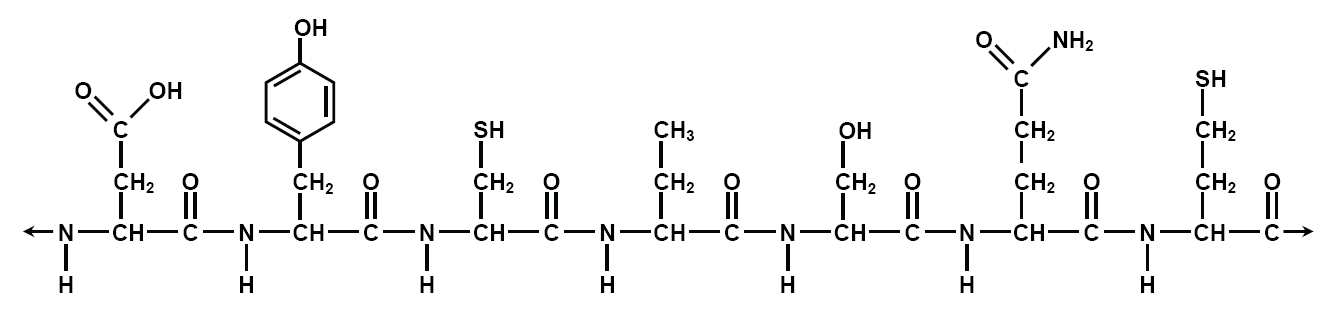 OH
O NH₂
O OH C SH
C SH CH₃ OH CH₂ CH₂
CH₂ O CH₂ O CH₂ O CH₂ O CH₂ O CH₂ O CH₂ O
N CH C N CH C N CH C N CH C N CH C N CH C N CH C
H H H H H H H